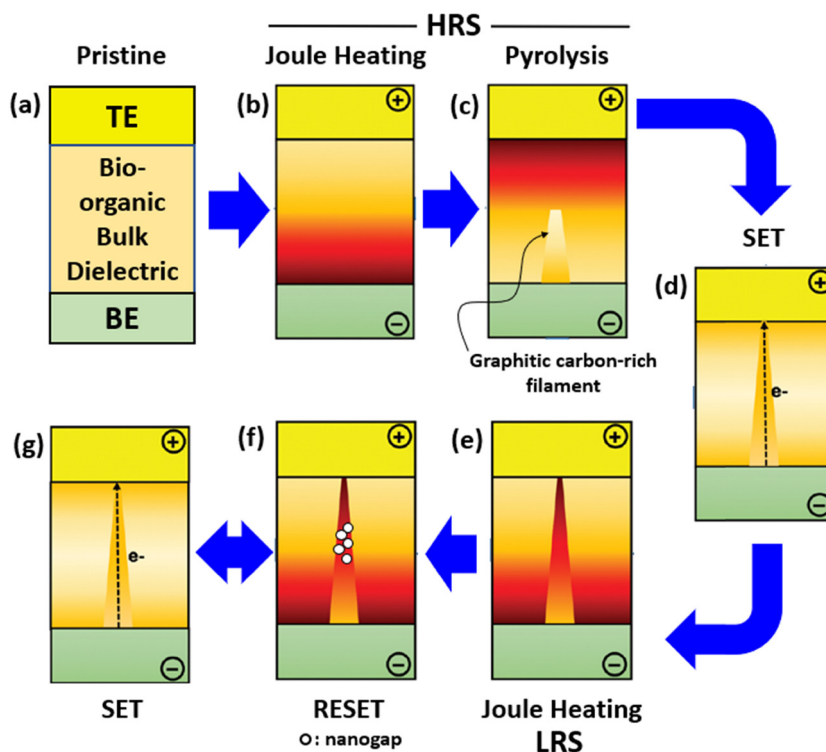 HRS
Pristine
Joule Heating
Pyrolysis
(a)
TE
Bio-
organic
Bulk
Dielectric
BE
(b)
+
−
(c)
+
−
Graphitic carbon-rich
filament
SET
(d)
+
e-
−
(e)
+
−
Joule Heating
LRS
(f)
+
−
RESET
O: nanogap
(g)
+
e-
−
SET